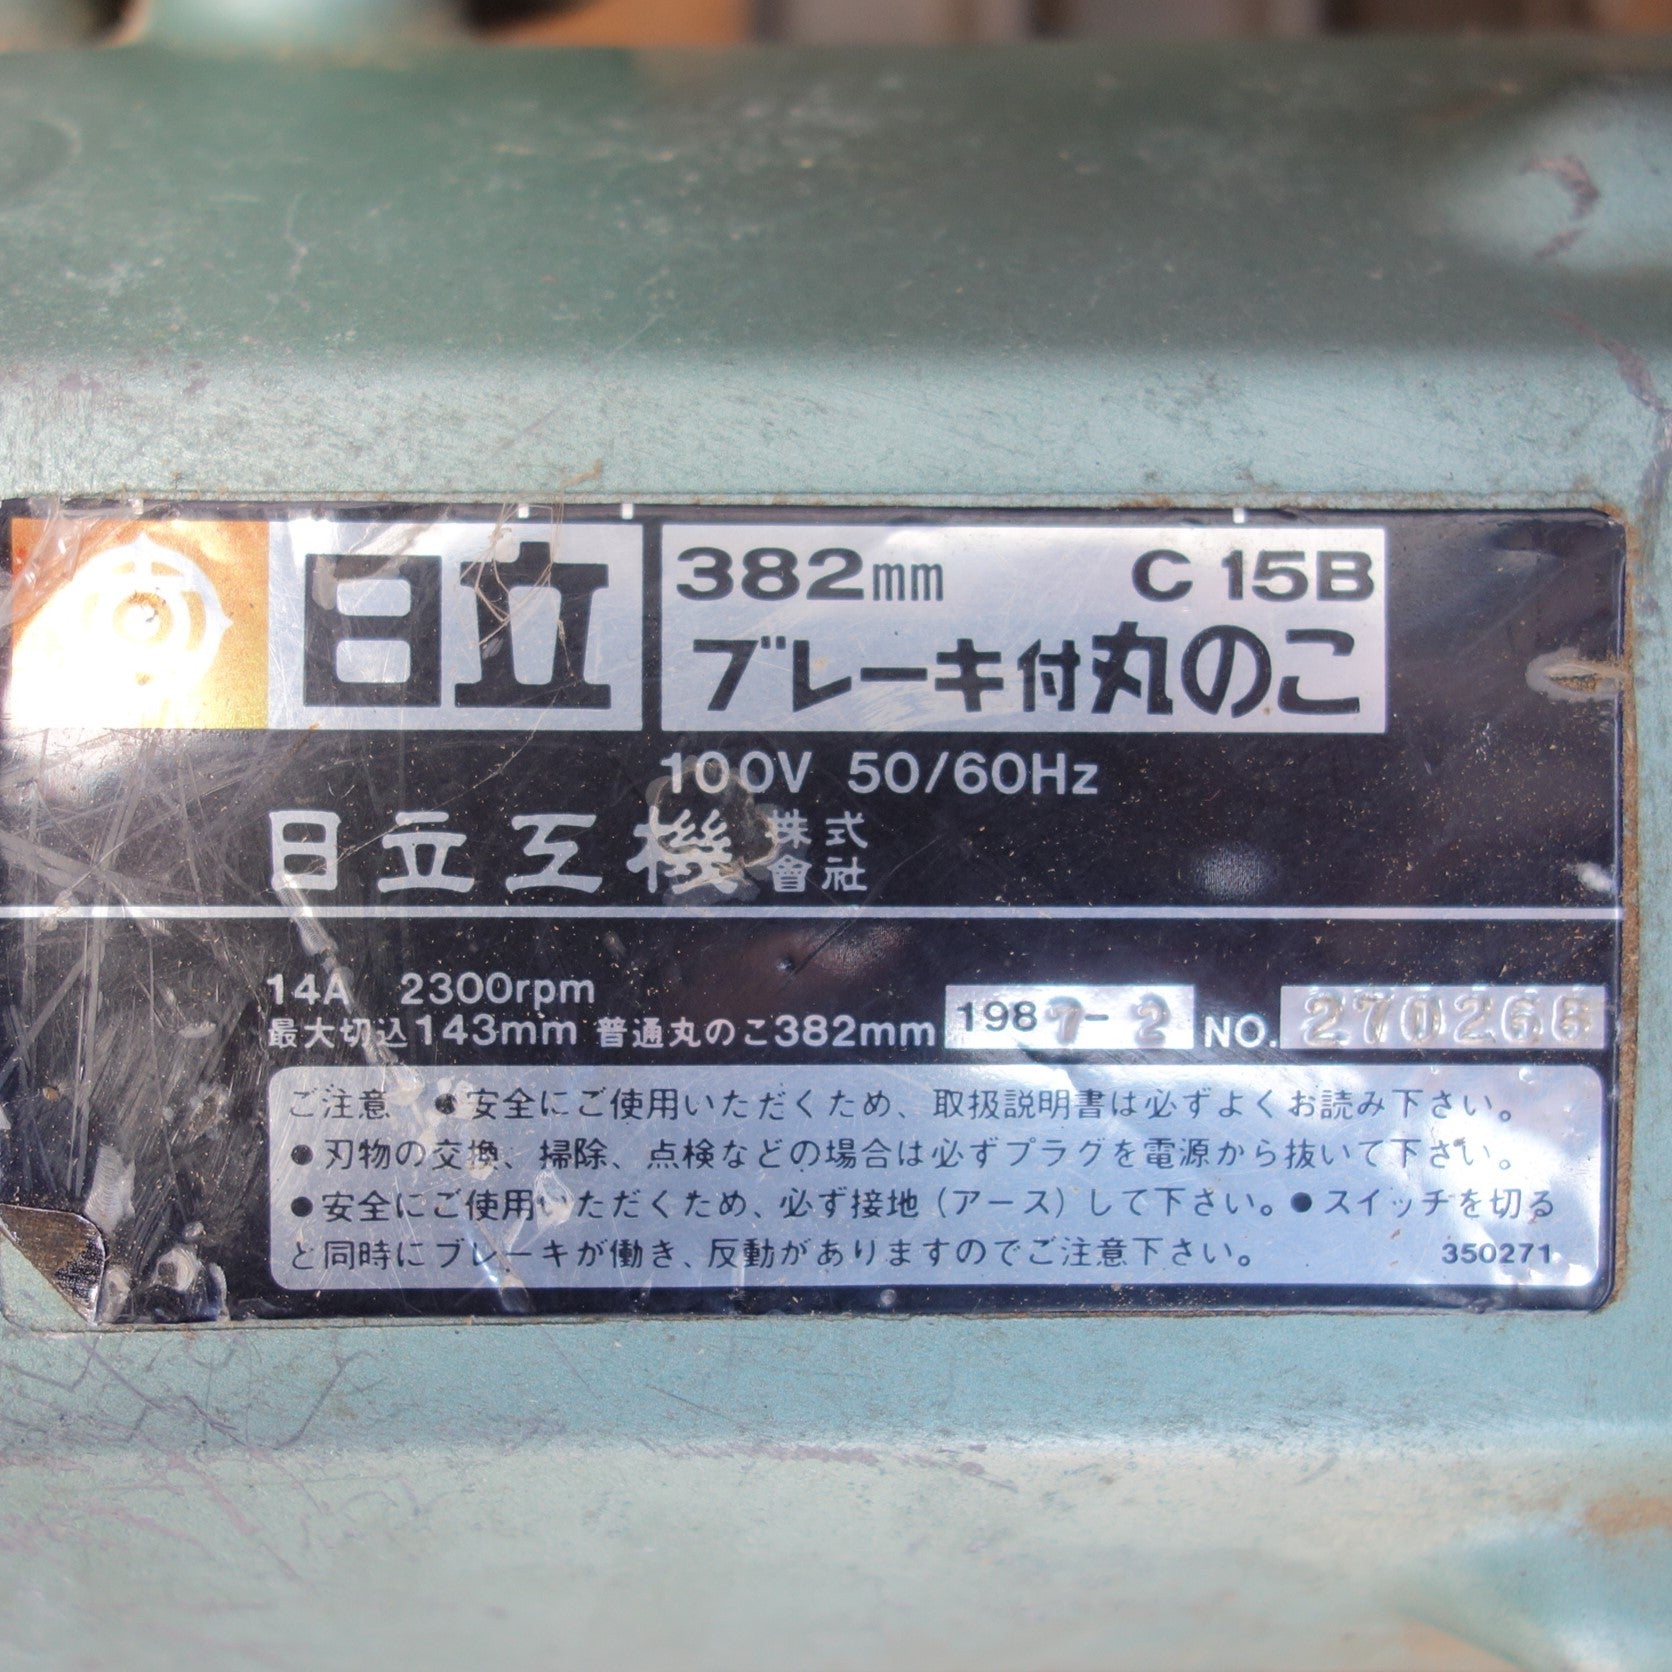 日立
382mm C15B
ブレーキ付丸のこ
100V 50/60Hz
日立工機株式會社
14A 2300rpm
最大切込143mm 普通丸のこ382mm 1987-2 NO. 270268
ご注意 ●安全にご使用いただくため、取扱説明書は必ずよくお読み下さい。
●刃物の交換、掃除、点検などの場合は必ずプラグを電源から抜いて下さい。
●安全にご使用いただくため、必ず接地（アース）して下さい。●スイッチを切る
と同時にブレーキが働き、反動がありますのでご注意下さい。 350271